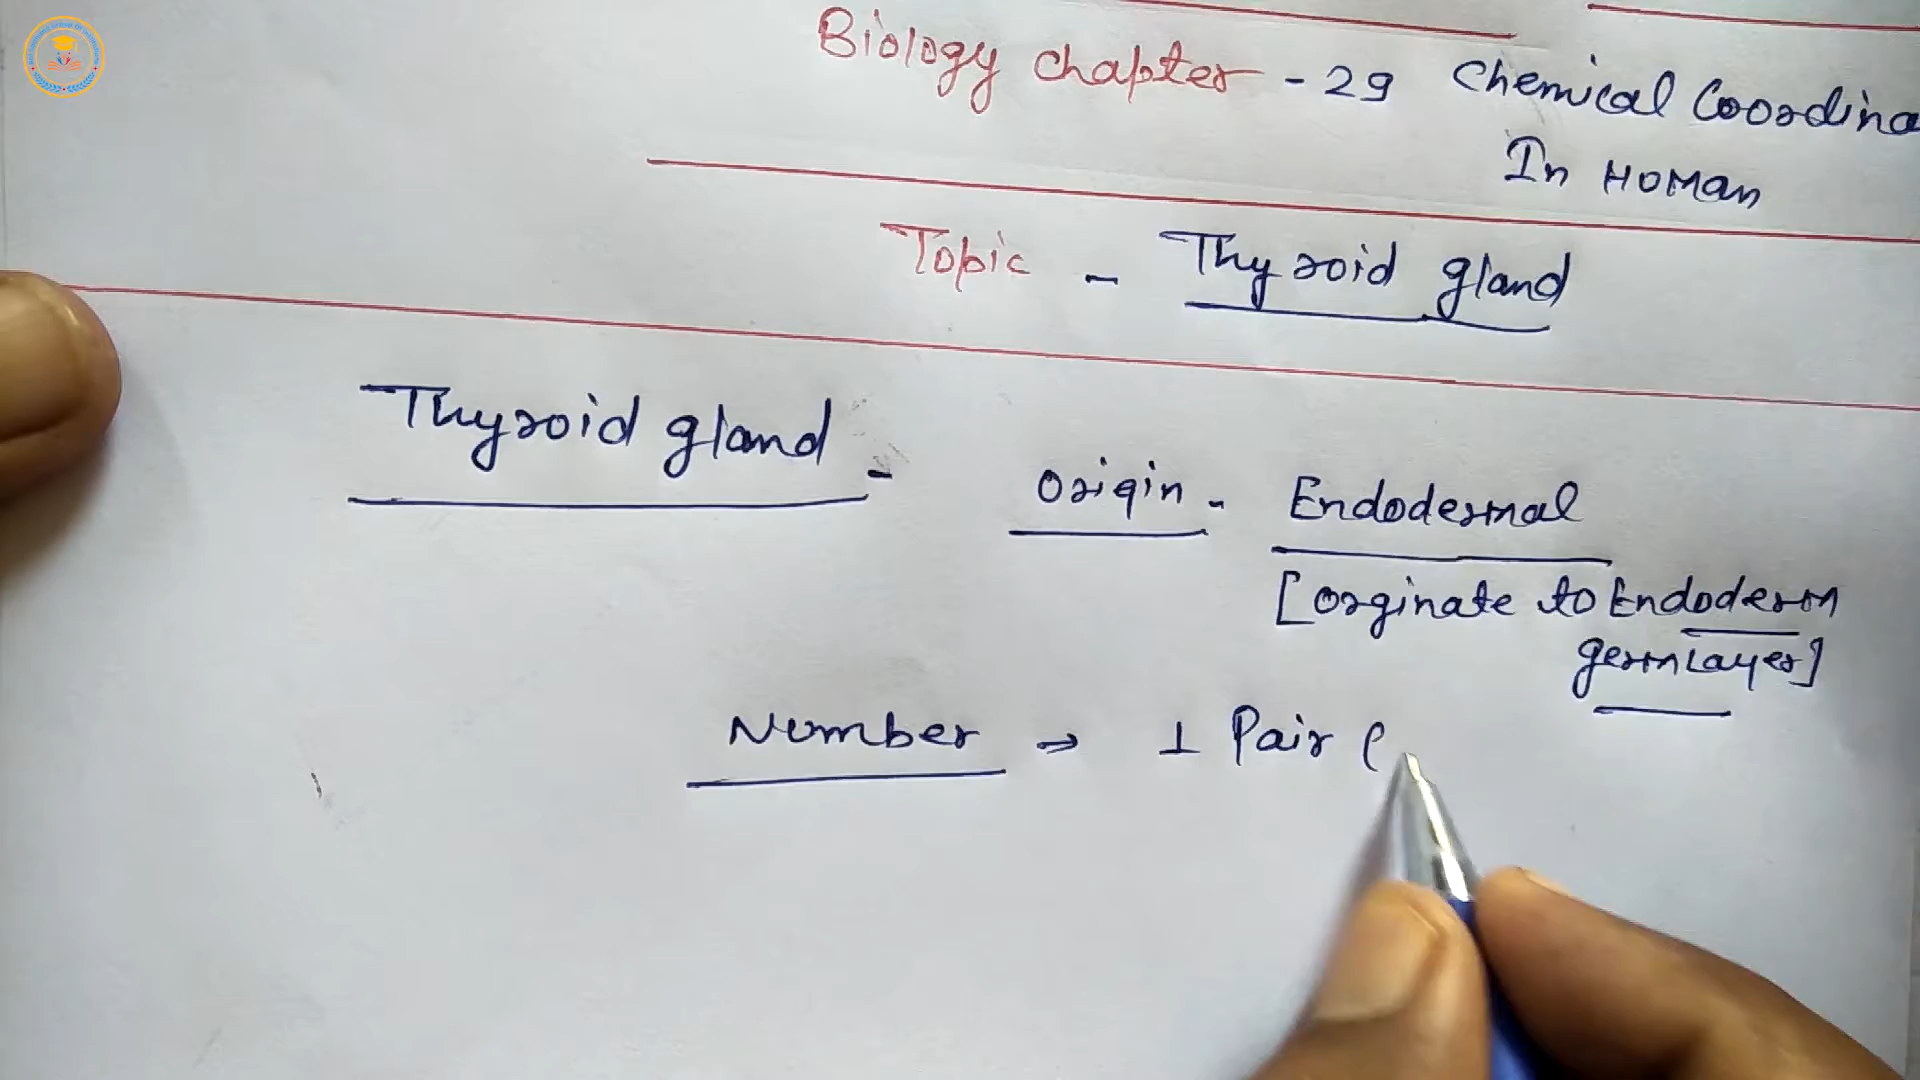 Biology Chapter - 29 Chemical Coordina
In HUMan
Topic - Thyroid gland
Thyroid gland -
Origin - Endodermal
[Orginate to Endoderm
germ Layer]
Number → 1 Pair (